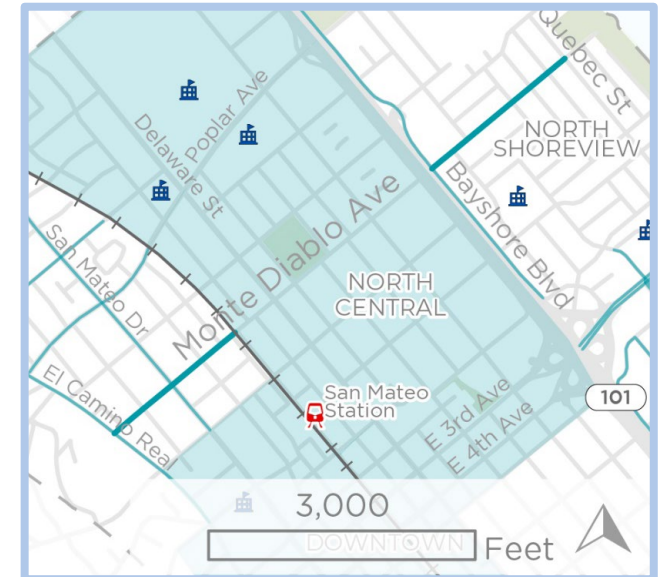 Quebec St
Poplar Ave
Delaware St
NORTH
SHOREVIEW
Bayshore Blvd
Monte Diablo Ave
San Mateo Dr
NORTH
CENTRAL
El Camino Real
San Mateo
Station
E 3rd Ave
E 4th Ave
101
3,000
DOWNTOWN
Feet